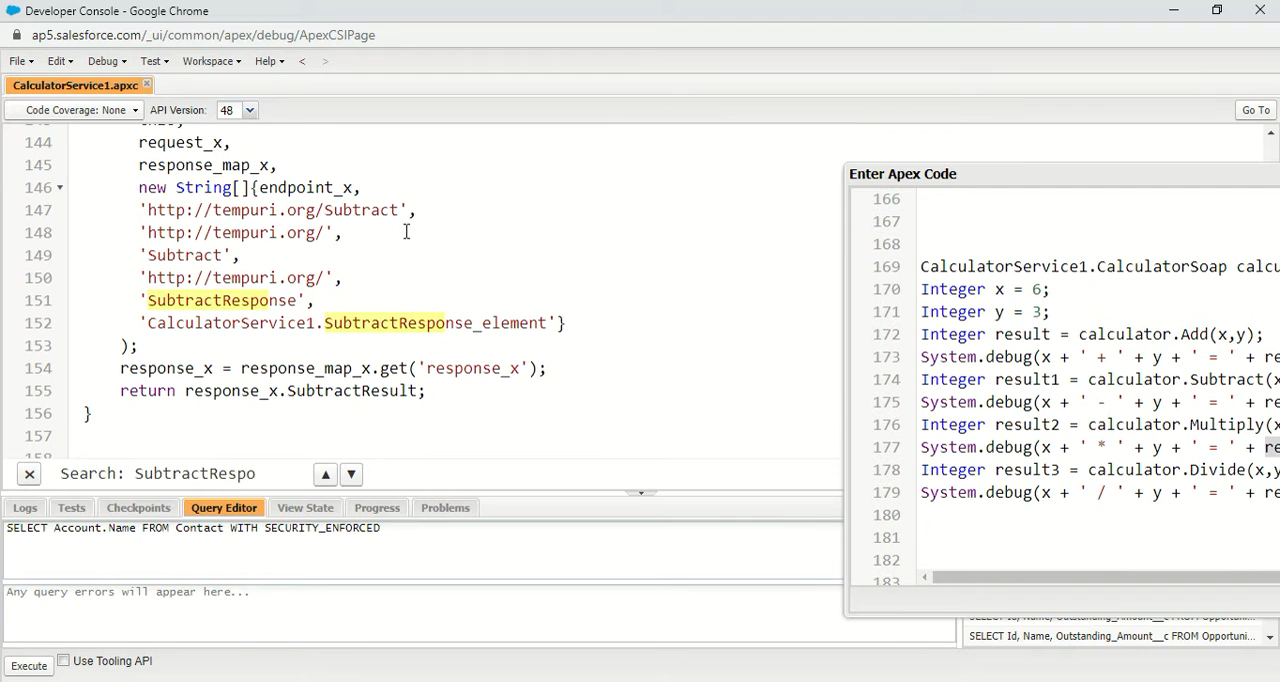 Developer Console - Google Chrome
ap5.salesforce.com/_ui/common/apex/debug/ApexCSIPage
File Edit Debug Test Workspace Help < >
CalculatorService1.apxc
Code Coverage: None API Version: 48 Go To
144 request_x,
145 response_map_x,
146 new String[]{endpoint_x,
147 'http://tempuri.org/Subtract',
148 'http://tempuri.org/',
149 'Subtract',
150 'http://tempuri.org/',
151 'SubtractResponse',
152 'CalculatorService1.SubtractResponse_element'}
153 );
154 response_x = response_map_x.get('response_x');
155 return response_x.SubtractResult;
156 }
157
158
Search: SubtractRespo
Enter Apex Code
166
167
168
169 CalculatorService1.CalculatorSoap calcu
170 Integer x = 6;
171 Integer y = 3;
172 Integer result = calculator.Add(x,y);
173 System.debug(x + ' + ' + y + ' = ' + re
174 Integer result1 = calculator.Subtract(x
175 System.debug(x + ' - ' + y + ' = ' + re
176 Integer result2 = calculator.Multiply(x
177 System.debug(x + ' * ' + y + ' = ' + re
178 Integer result3 = calculator.Divide(x,y
179 System.debug(x + ' / ' + y + ' = ' + re
180
181
182
183
Logs Tests Checkpoints Query Editor View State Progress Problems
SELECT Account.Name FROM Contact WITH SECURITY_ENFORCED
Any query errors will appear here...
SELECT Id, Name, Outstanding_Amount__c FROM Opportuni...
SELECT Id, Name, Outstanding_Amount__c FROM Opportuni...
Execute Use Tooling API